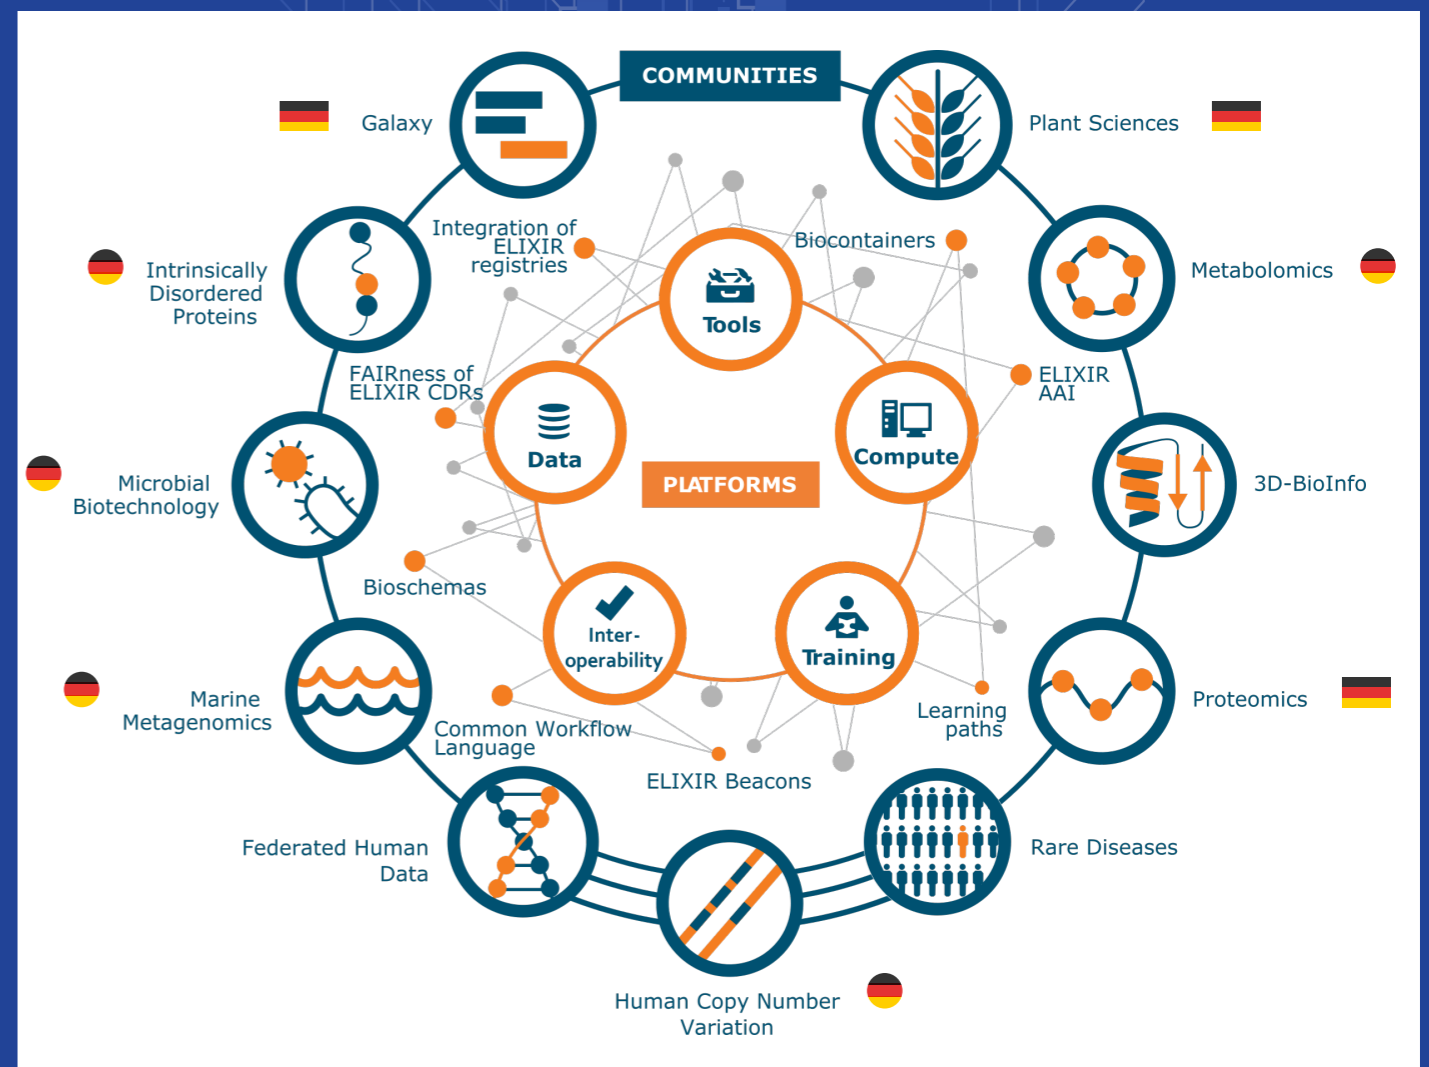 COMMUNITIES
Galaxy
Plant Sciences
Integration of
ELIXIR
registries
Biocontainers
Intrinsically
Disordered
Proteins
Metabolomics
Tools
FAIRness of
ELIXIR CDRs
ELIXIR
AAI
Data
Compute
PLATFORMS
Microbial
Biotechnology
3D-BioInfo
Bioschemas
Inter-
operability
Training
Marine
Metagenomics
Proteomics
Common Workflow
Language
Learning
paths
ELIXIR Beacons
Federated Human
Data
Rare Diseases
Human Copy Number
Variation